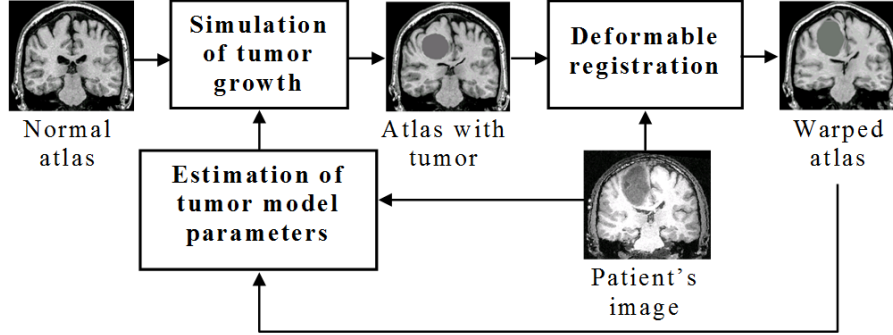 Simulation
of tumor
growth
Deformable
registration
Normal
atlas
Atlas with
tumor
Warped
atlas
Estimation of
tumor model
parameters
Patient's
image